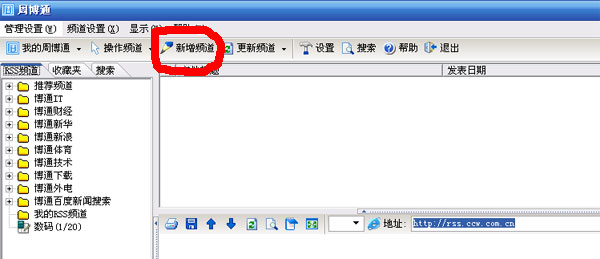 周博通
管理设置(M) 频道设置(X) 显示
我的周博通 操作频道 新增频道 更新频道 设置 搜索 帮助 退出
RSS频道 收藏夹 搜索
发表日期
推荐频道
博通IT
博通财经
博通新华
博通新浪
博通体育
博通技术
博通下载
博通外电
博通百度新闻搜索
我的RSS频道
数码(1/20)
地址: http://rss.ccw.com.cn